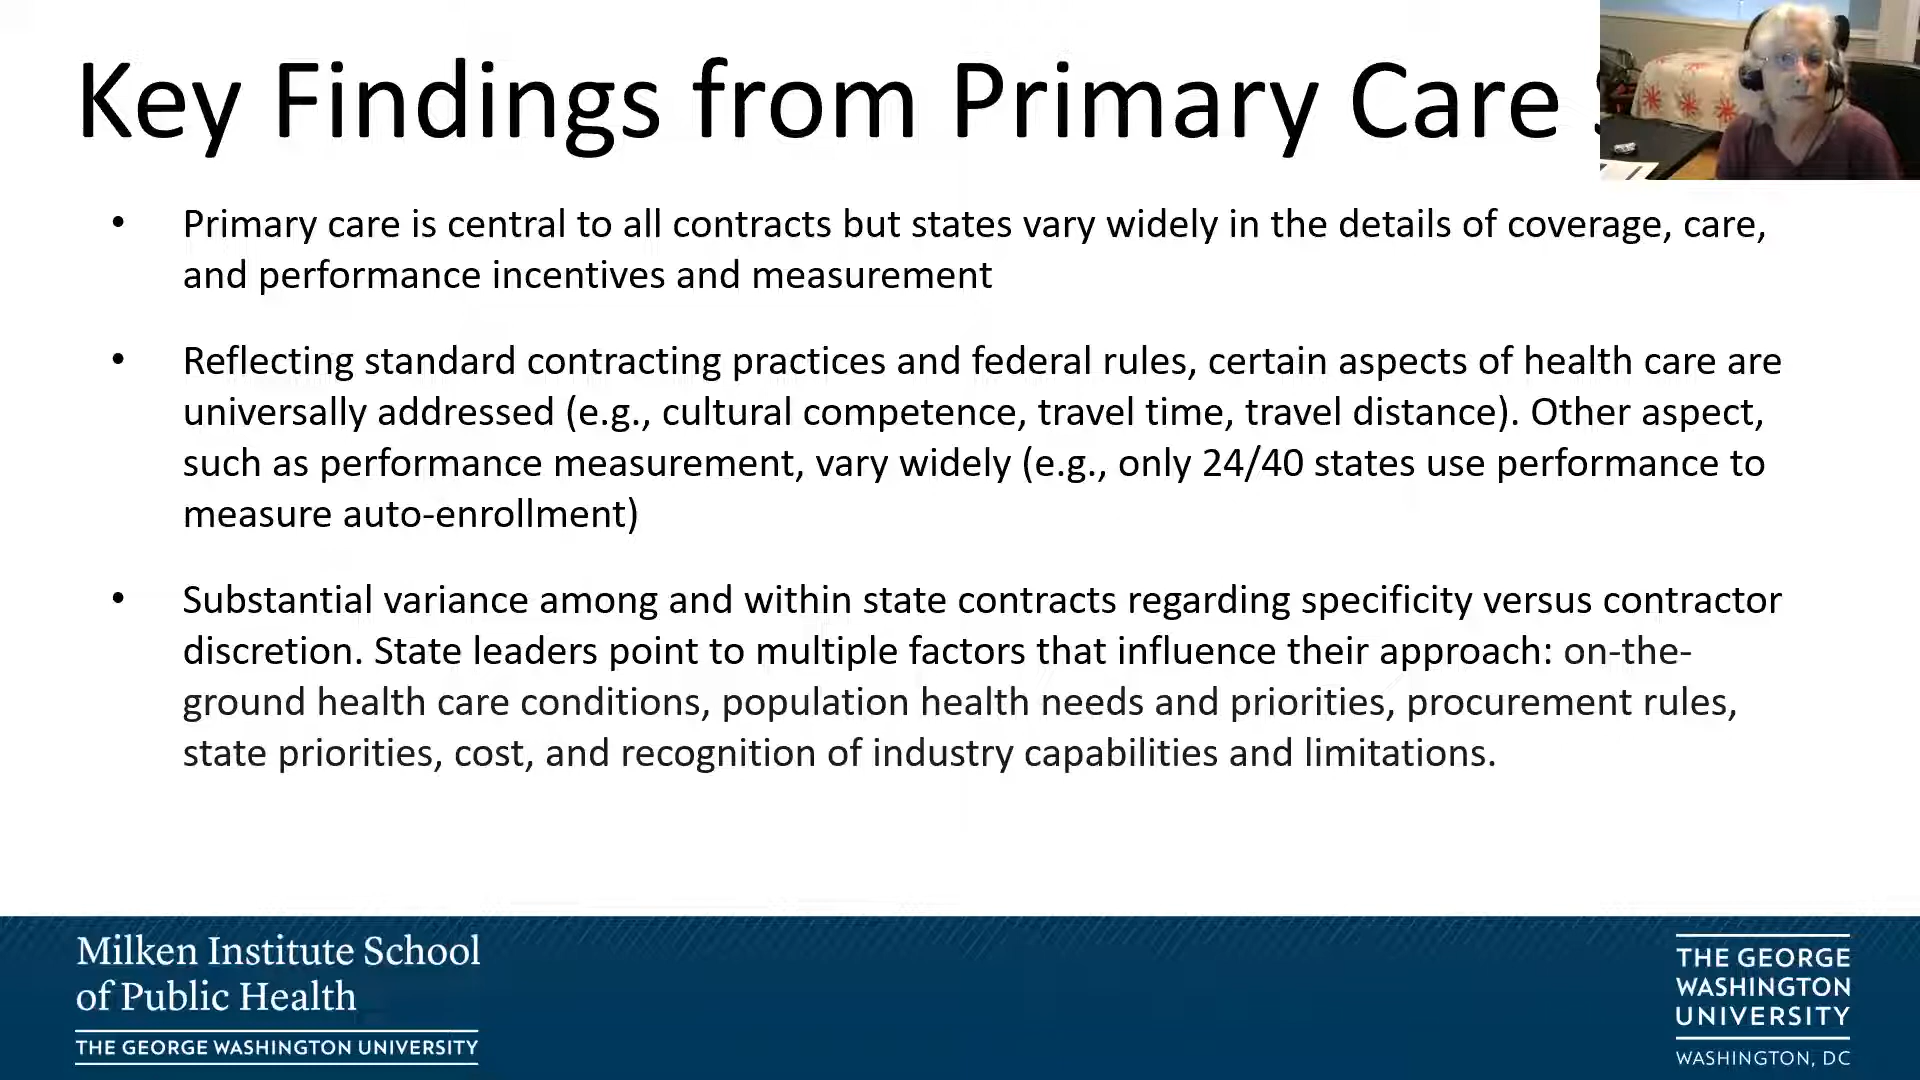 Key Findings from Primary Care
• Primary care is central to all contracts but states vary widely in the details of coverage, care,
and performance incentives and measurement
• Reflecting standard contracting practices and federal rules, certain aspects of health care are
universally addressed (e.g., cultural competence, travel time, travel distance). Other aspect,
such as performance measurement, vary widely (e.g., only 24/40 states use performance to
measure auto-enrollment)
• Substantial variance among and within state contracts regarding specificity versus contractor
discretion. State leaders point to multiple factors that influence their approach: on-the-
ground health care conditions, population health needs and priorities, procurement rules,
state priorities, cost, and recognition of industry capabilities and limitations.
Milken Institute School
of Public Health
THE GEORGE WASHINGTON UNIVERSITY
THE GEORGE
WASHINGTON
UNIVERSITY
WASHINGTON, DC